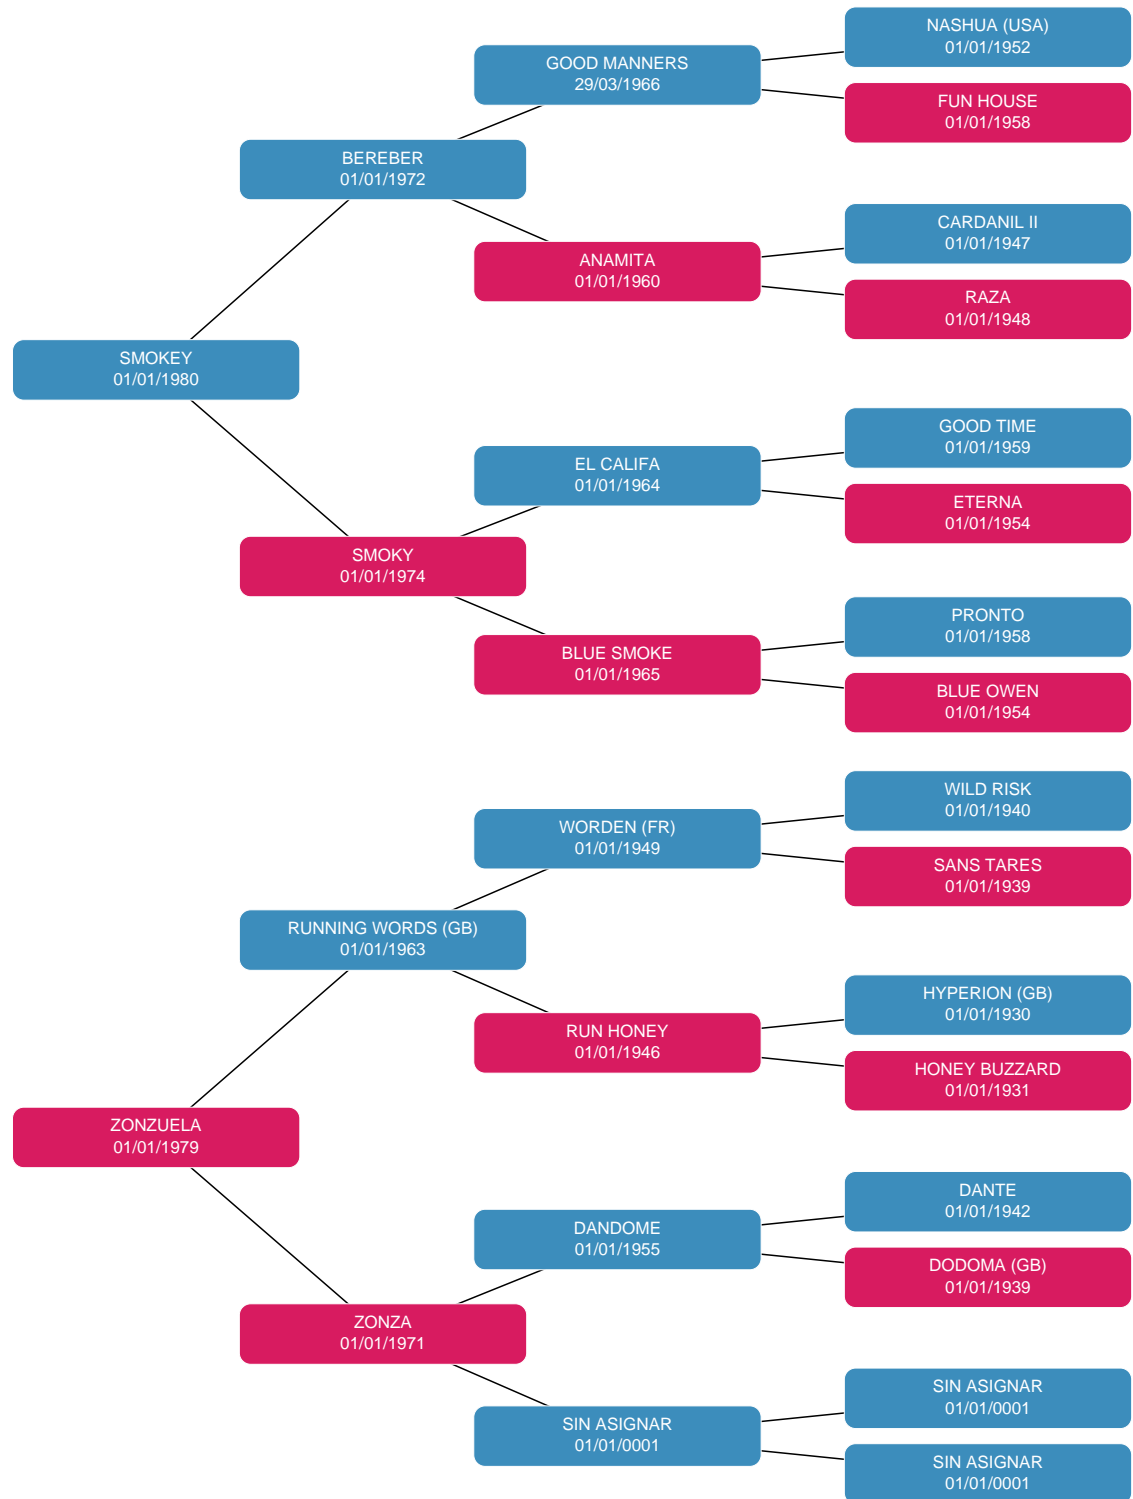 NASHUA (USA)
01/01/1952
GOOD MANNERS
29/03/1966
FUN HOUSE
01/01/1958
BEREBER
01/01/1972
CARDANIL II
01/01/1947
ANAMITA
01/01/1960
RAZA
01/01/1948
SMOKEY
01/01/1980
GOOD TIME
01/01/1959
EL CALIFA
01/01/1964
ETERNA
01/01/1954
SMOKY
01/01/1974
PRONTO
01/01/1958
BLUE SMOKE
01/01/1965
BLUE OWEN
01/01/1954
WILD RISK
01/01/1940
WORDEN (FR)
01/01/1949
SANS TARES
01/01/1939
RUNNING WORDS (GB)
01/01/1963
HYPERION (GB)
01/01/1930
RUN HONEY
01/01/1946
HONEY BUZZARD
01/01/1931
ZONZUELA
01/01/1979
DANTE
01/01/1942
DANDOME
01/01/1955
DODOMA (GB)
01/01/1939
ZONZA
01/01/1971
SIN ASIGNAR
01/01/0001
SIN ASIGNAR
01/01/0001
SIN ASIGNAR
01/01/0001